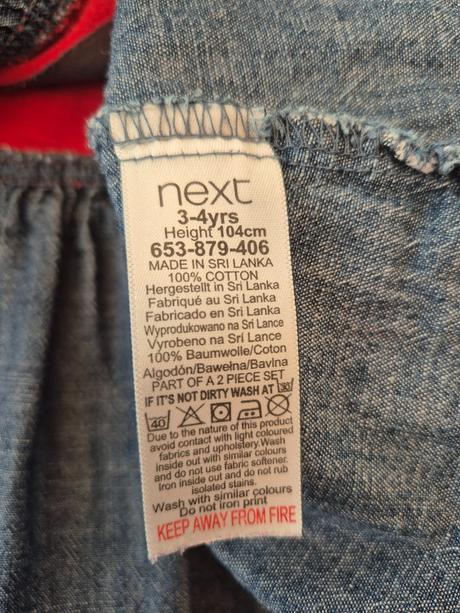 next
3-4yrs
Height 104cm
653-879-406
MADE IN SRI LANKA
100% COTTON
Hergestellt in Sri Lanka
Fabriqué au Sri Lanka
Fabricado en Sri Lanka
Wyprodukowano na Sri Lance
Vyrobeno na Srí Lance
100% Baumwolle/Coton
Algodón/Bawełna/Bavlna
PART OF A 2 PIECE SET
IF IT'S NOT DIRTY WASH AT 30
40
Due to the nature of this product
avoid contact with light coloured
fabrics and upholstery.Wash
inside out with similar colours
and do not use fabric softener.
Iron inside out and do not rub
isolated stains.
Wash with similar colours
Do not iron print
KEEP AWAY FROM FIRE